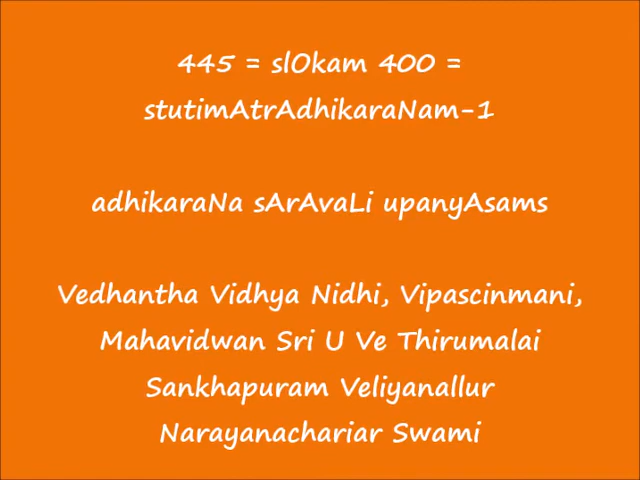 445 = slOkam 400 =
stutimAtrAdhikaraNam-1
adhikaraNa sArAvaLi upanyAsams
Vedhantha Vidhya Nidhi, Vipascinmani,
Mahavidwan Sri U Ve Thirumalai
Sankhapuram Veliyanallur
Narayanachariar Swami